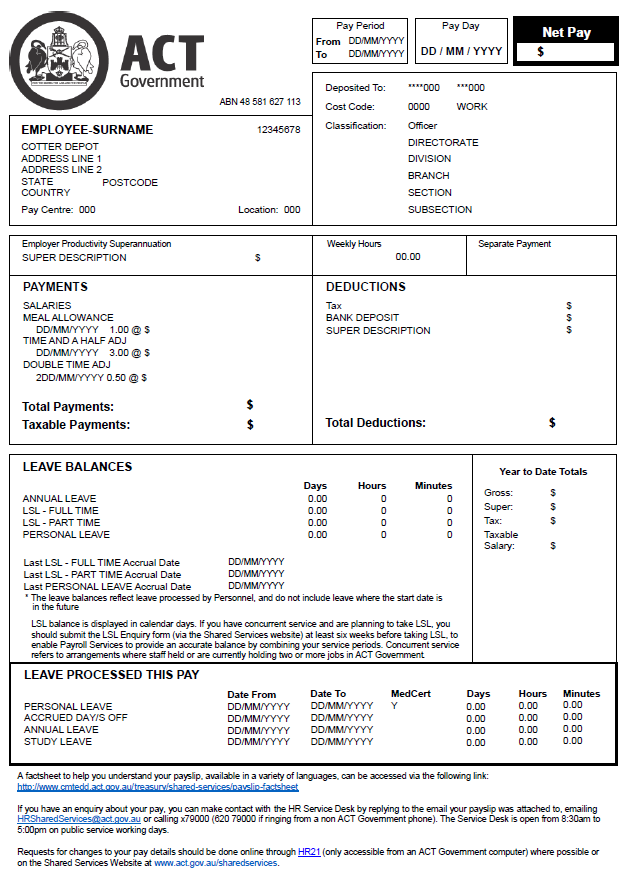 ACT
Government
ABN 48 581 627 113
Pay Period
From DD/MM/YYYY
To DD/MM/YYYY
Pay Day
DD / MM / YYYY
Net Pay
$
EMPLOYEE-SURNAME 12345678
COTTER DEPOT
ADDRESS LINE 1
ADDRESS LINE 2
STATE POSTCODE
COUNTRY
Pay Centre: 000 Location: 000
Deposited To: ****000 ***000
Cost Code: 0000 WORK
Classification: Officer
DIRECTORATE
DIVISION
BRANCH
SECTION
SUBSECTION
Employer Productivity Superannuation
SUPER DESCRIPTION $
Weekly Hours
00.00
Separate Payment
PAYMENTS
SALARIES
MEAL ALLOWANCE
DD/MM/YYYY 1.00 @ $
TIME AND A HALF ADJ
DD/MM/YYYY 3.00 @ $
DOUBLE TIME ADJ
2DD/MM/YYYY 0.50 @ $
Total Payments: $
Taxable Payments: $
DEDUCTIONS
Tax $
BANK DEPOSIT $
SUPER DESCRIPTION $
Total Deductions: $
LEAVE BALANCES
Days Hours Minutes
ANNUAL LEAVE 0.00 0 0
LSL - FULL TIME 0.00 0 0
LSL - PART TIME 0.00 0 0
PERSONAL LEAVE 0.00 0 0
Last LSL - FULL TIME Accrual Date DD/MM/YYYY
Last LSL - PART TIME Accrual Date DD/MM/YYYY
Last PERSONAL LEAVE Accrual Date DD/MM/YYYY
* The leave balances reflect leave processed by Personnel, and do not include leave where the start date is
in the future
LSL balance is displayed in calendar days. If you have concurrent service and are planning to take LSL, you
should submit the LSL Enquiry form (via the Shared Services website) at least six weeks before taking LSL, to
enable Payroll Services to provide an accurate balance by combining your service periods. Concurrent service
refers to arrangements where staff held or are currently holding two or more jobs in ACT Government.
Year to Date Totals
Gross: $
Super: $
Tax: $
Taxable
Salary: $
LEAVE PROCESSED THIS PAY
Date From Date To MedCert Days Hours Minutes
PERSONAL LEAVE DD/MM/YYYY DD/MM/YYYY Y 0.00 0.00 0.00
ACCRUED DAY/S OFF DD/MM/YYYY DD/MM/YYYY 0.00 0.00 0.00
ANNUAL LEAVE DD/MM/YYYY DD/MM/YYYY 0.00 0.00 0.00
STUDY LEAVE DD/MM/YYYY DD/MM/YYYY 0.00 0.00 0.00
A factsheet to help you understand your payslip, available in a variety of languages, can be accessed via the following link:
http://www.cmtedd.act.gov.au/treasury/shared-services/payslip-factsheet
If you have an enquiry about your pay, you can make contact with the HR Service Desk by replying to the email your payslip was attached to, emailing
HRSharedServices@act.gov.au or calling x79000 (620 79000 if ringing from a non ACT Government phone). The Service Desk is open from 8:30am to
5:00pm on public service working days.
Requests for changes to your pay details should be done online through HR21 (only accessible from an ACT Government computer) where possible or
on the Shared Services Website at www.act.gov.au/sharedservices.